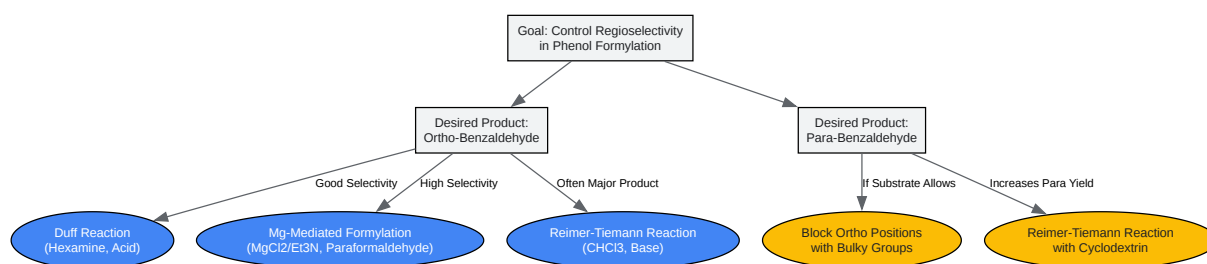 Goal: Control Regioselectivity
in Phenol Formylation
Desired Product:
Ortho-Benzaldehyde
Desired Product:
Para-Benzaldehyde
Good Selectivity
High Selectivity
Often Major Product
If Substrate Allows
Increases Para Yield
Duff Reaction
(Hexamine, Acid)
Mg-Mediated Formylation
(MgCl2/Et3N, Paraformaldehyde)
Reimer-Tiemann Reaction
(CHCl3, Base)
Block Ortho Positions
with Bulky Groups
Reimer-Tiemann Reaction
with Cyclodextrin